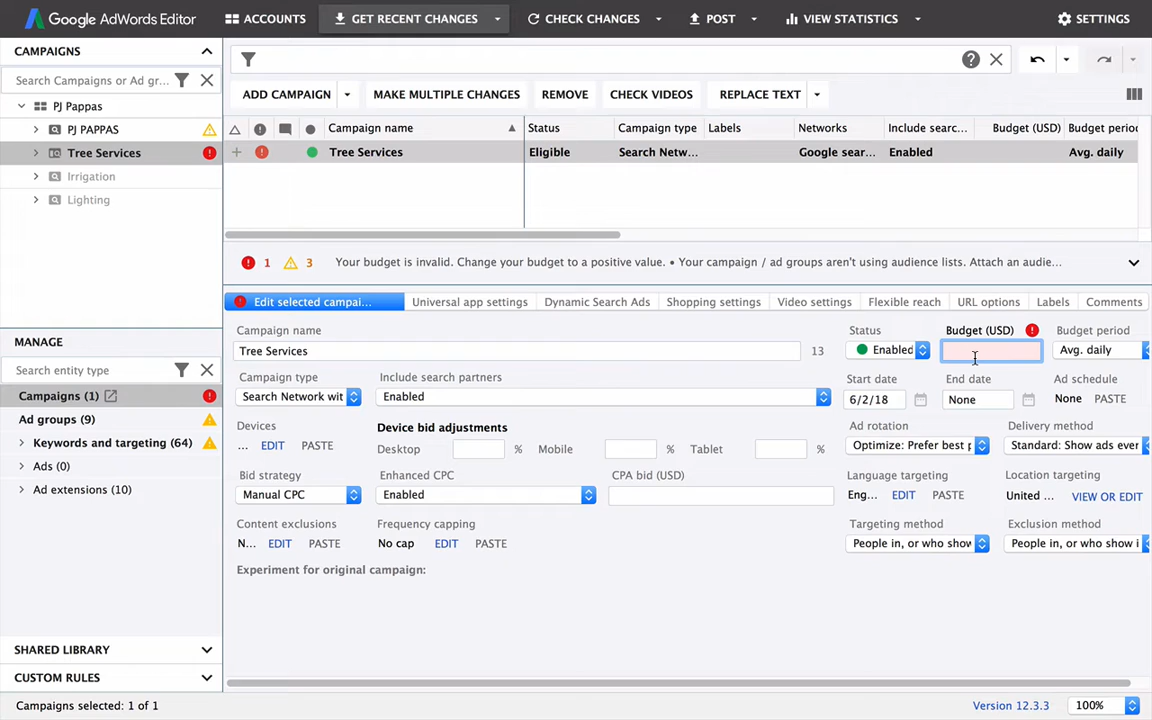 Google AdWords Editor ACCOUNTS GET RECENT CHANGES CHECK CHANGES POST VIEW STATISTICS SETTINGS
CAMPAIGNS
Search Campaigns or Ad gr...
PJ Pappas
PJ PAPPAS
Tree Services
Irrigation
Lighting
ADD CAMPAIGN MAKE MULTIPLE CHANGES REMOVE CHECK VIDEOS REPLACE TEXT
Campaign name Status Campaign type Labels Networks Include searc... Budget (USD) Budget period
Tree Services Eligible Search Netw... Google sear... Enabled Avg. daily
1 3 Your budget is invalid. Change your budget to a positive value. • Your campaign / ad groups aren't using audience lists. Attach an audie...
Edit selected campai... Universal app settings Dynamic Search Ads Shopping settings Video settings Flexible reach URL options Labels Comments
Campaign name Status Budget (USD) Budget period
Tree Services 13 Enabled Avg. daily
Campaign type Include search partners Start date End date Ad schedule
Search Network wit Enabled 6/2/18 None None PASTE
Devices Device bid adjustments Ad rotation Delivery method
... EDIT PASTE Desktop % Mobile % Tablet % Optimize: Prefer best p Standard: Show ads ever
Bid strategy Enhanced CPC CPA bid (USD) Language targeting Location targeting
Manual CPC Enabled Eng... EDIT PASTE United ... VIEW OR EDIT
Content exclusions Frequency capping Targeting method Exclusion method
N... EDIT PASTE No cap EDIT PASTE People in, or who show People in, or who show i
Experiment for original campaign:
MANAGE
Search entity type
Campaigns (1)
Ad groups (9)
Keywords and targeting (64)
Ads (0)
Ad extensions (10)
SHARED LIBRARY
CUSTOM RULES
Campaigns selected: 1 of 1 Version 12.3.3 100%